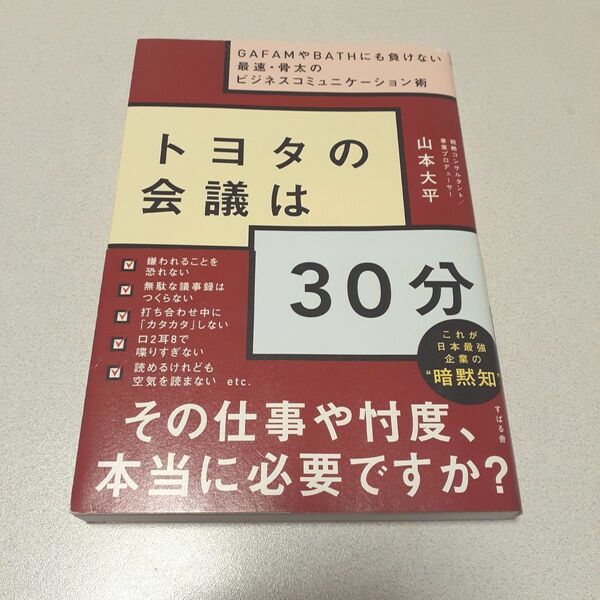 GAFAMやBATHにも負けない
最速・骨太の
ビジネスコミュニケーション術
トヨタの
会議は
30分
戦略コンサルタント/
事業プロデューサー
山本大平
嫌われることを
恐れない
無駄な議事録は
つくらない
打ち合わせ中に
「カタカタ」しない
口2耳8で
喋りすぎない
読めるけれども
空気を読まない etc.
これが
日本最強
企業の
“暗黙知”
すばる舎
その仕事や忖度、
本当に必要ですか?